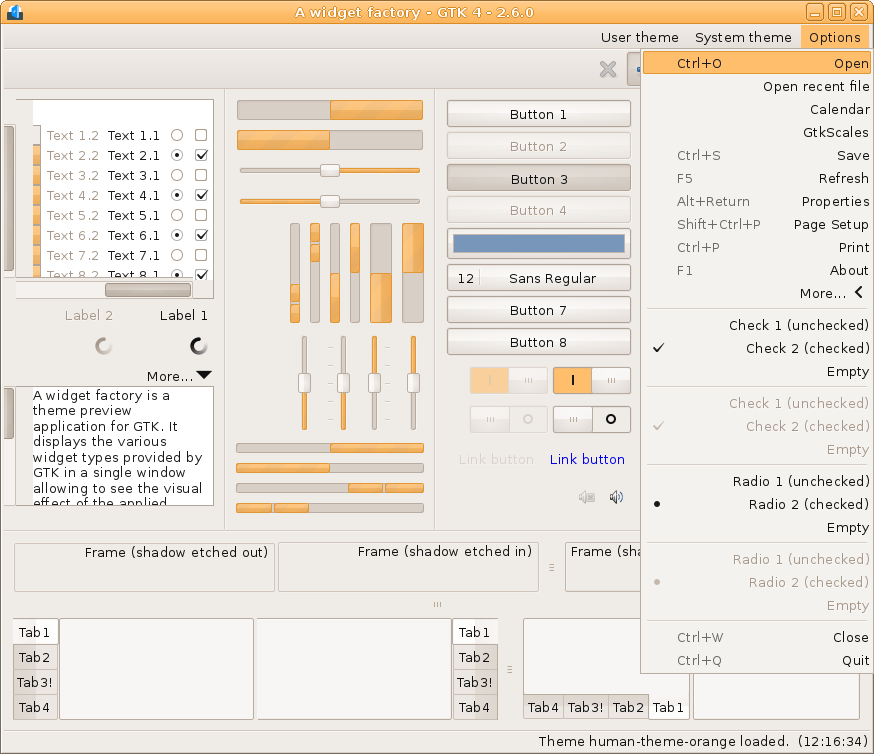 A widget factory - GTK 4 - 2.6.0
User theme System theme Options
Ctrl+O Open
Open recent file
Calendar
GtkScales
Ctrl+S Save
F5 Refresh
Alt+Return Properties
Shift+Ctrl+P Page Setup
Ctrl+P Print
F1 About
More...
Check 1 (unchecked)
Check 2 (checked)
Empty
Check 1 (unchecked)
Check 2 (checked)
Empty
Radio 1 (unchecked)
Radio 2 (checked)
Empty
Radio 1 (unchecked)
Radio 2 (checked)
Empty
Ctrl+W Close
Ctrl+Q Quit
Text 1.2 Text 1.1
Text 2.2 Text 2.1
Text 3.2 Text 3.1
Text 4.2 Text 4.1
Text 5.2 Text 5.1
Text 6.2 Text 6.1
Text 7.2 Text 7.1
Text 8.2 Text 8.1
Label 2 Label 1
More...
A widget factory is a
theme preview
application for GTK. It
displays the various
widget types provided by
GTK in a single window
allowing to see the visual
effect of the applied
Button 1
Button 2
Button 3
Button 4
12 Sans Regular
Button 7
Button 8
Link button Link button
Frame (shadow etched out) Frame (shadow etched in) Frame (sha
Tab1
Tab2
Tab3!
Tab4
Tab1
Tab2
Tab3!
Tab4
Tab4 Tab3! Tab2 Tab1
Theme human-theme-orange loaded. (12:16:34)